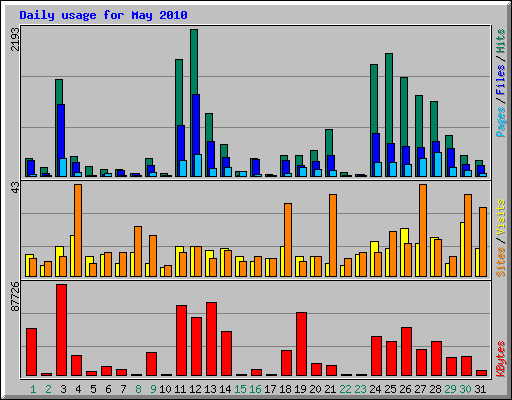 Daily usage for May 2010
2193
Pages / Files / Hits
43
Sites / Visits
87726
KBytes
1 2 3 4 5 6 7 8 9 10 11 12 13 14 15 16 17 18 19 20 21 22 23 24 25 26 27 28 29 30 31